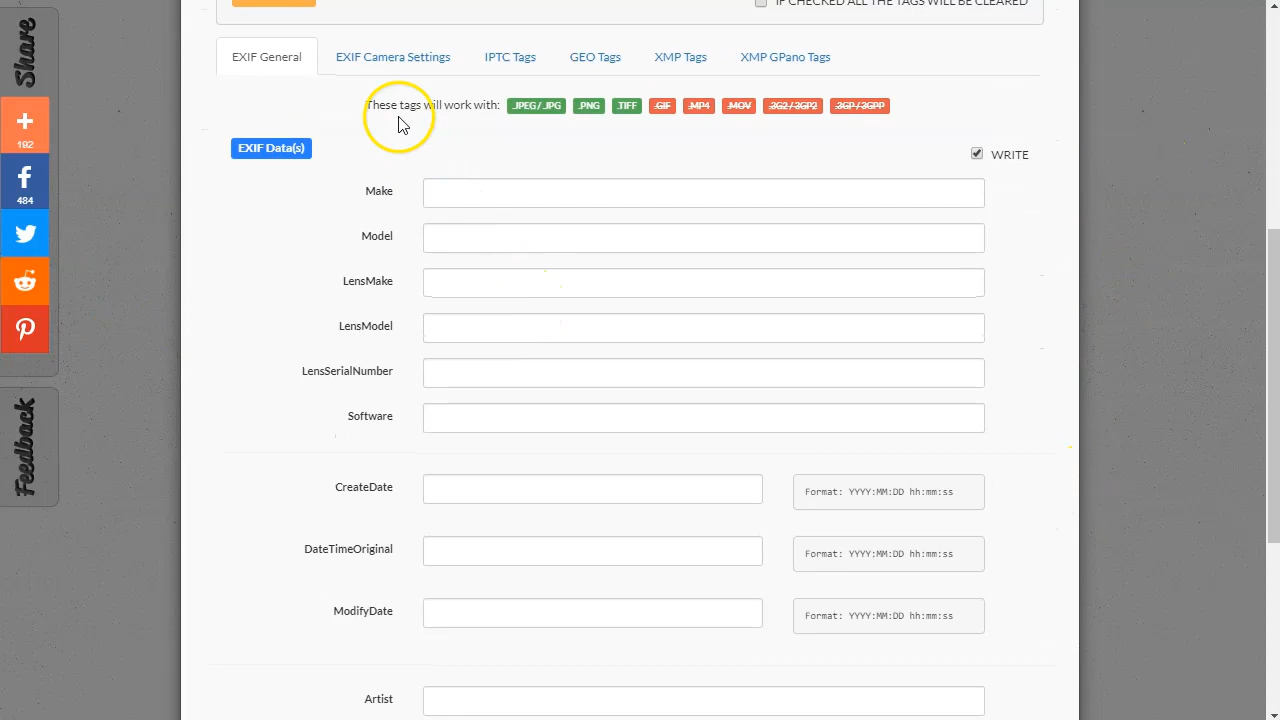 IF CHECKED ALL THE TAGS WILL BE CLEARED
Share
192
484
Feedback
EXIF General EXIF Camera Settings IPTC Tags GEO Tags XMP Tags XMP GPano Tags
These tags will work with: .JPEG/.JPG .PNG .TIFF .GIF .MP4 .MOV .3G2/3GP2 .3GP/3GPP
EXIF Data(s)
WRITE
Make
Model
LensMake
LensModel
LensSerialNumber
Software
CreateDate Format: YYYY:MM:DD hh:mm:ss
DateTimeOriginal Format: YYYY:MM:DD hh:mm:ss
ModifyDate Format: YYYY:MM:DD hh:mm:ss
Artist